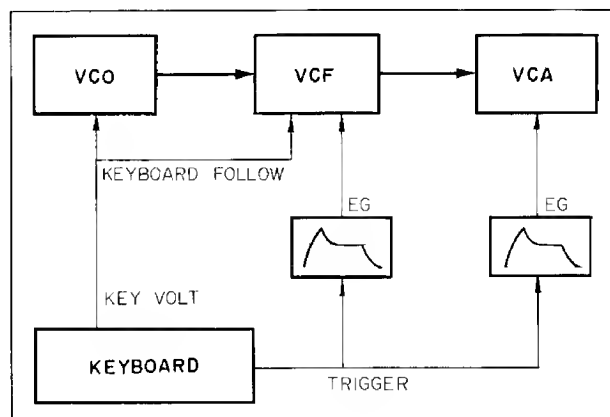 VCO
VCF
VCA
KEYBOARD FOLLOW
EG
EG
KEY VOLT
KEYBOARD
TRIGGER